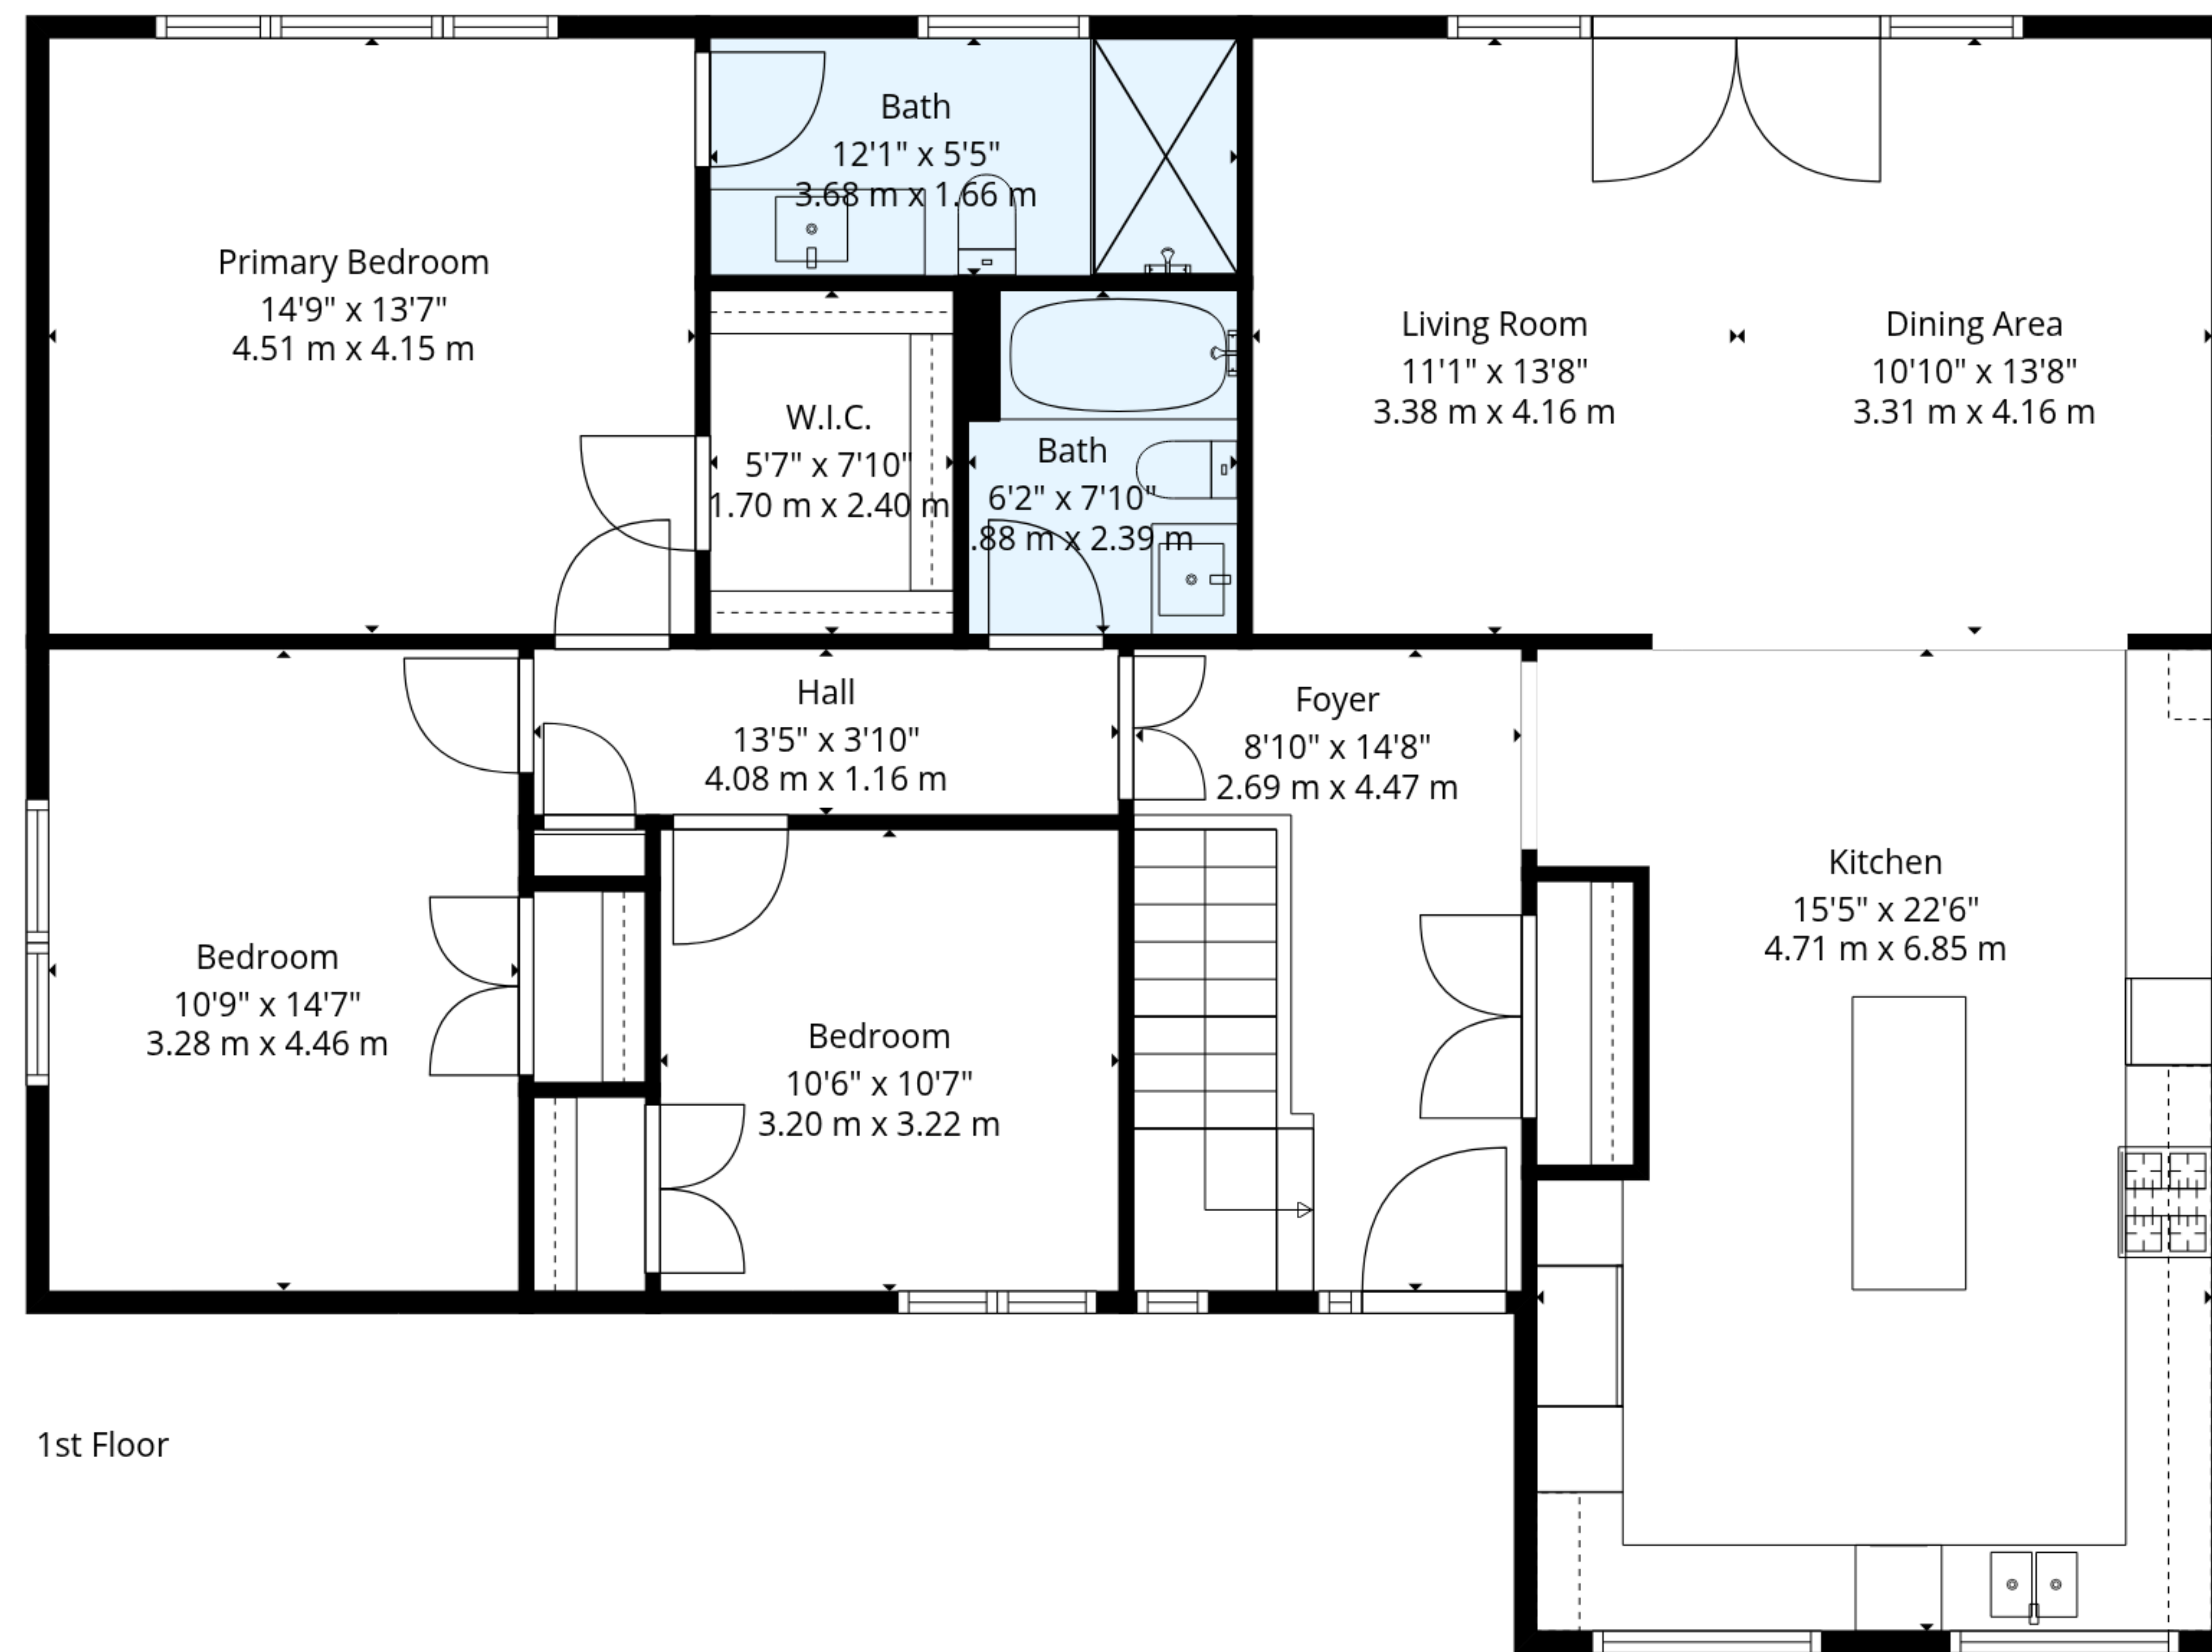 Bath
12'1" x 5'5"
3.68 m x 1.66 m
Primary Bedroom
14'9" x 13'7"
4.51 m x 4.15 m
Living Room
11'1" x 13'8"
3.38 m x 4.16 m
Dining Area
10'10" x 13'8"
3.31 m x 4.16 m
W.I.C.
5'7" x 7'10"
1.70 m x 2.40 m
Bath
6'2" x 7'10"
.88 m x 2.39 m
Hall
13'5" x 3'10"
4.08 m x 1.16 m
Foyer
8'10" x 14'8"
2.69 m x 4.47 m
Kitchen
15'5" x 22'6"
4.71 m x 6.85 m
Bedroom
10'9" x 14'7"
3.28 m x 4.46 m
Bedroom
10'6" x 10'7"
3.20 m x 3.22 m
1st Floor